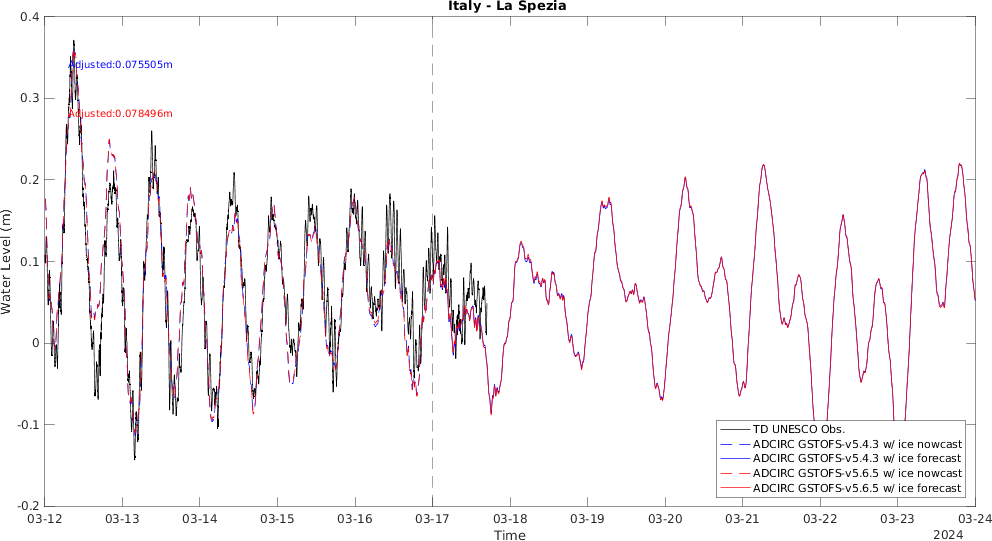 Italy - La Spezia
0.4
0.3
0.2
0.1
0
-0.1
-0.2
Water Level (m)
Adjusted:0.075505m
Adjusted:0.078496m
TD UNESCO Obs.
ADCIRC GSTOFS-v5.4.3 w/ ice nowcast
ADCIRC GSTOFS-v5.4.3 w/ ice forecast
ADCIRC GSTOFS-v5.6.5 w/ ice nowcast
ADCIRC GSTOFS-v5.6.5 w/ ice forecast
03-12 03-13 03-14 03-15 03-16 03-17 03-18 03-19 03-20 03-21 03-22 03-23 03-24
Time
2024